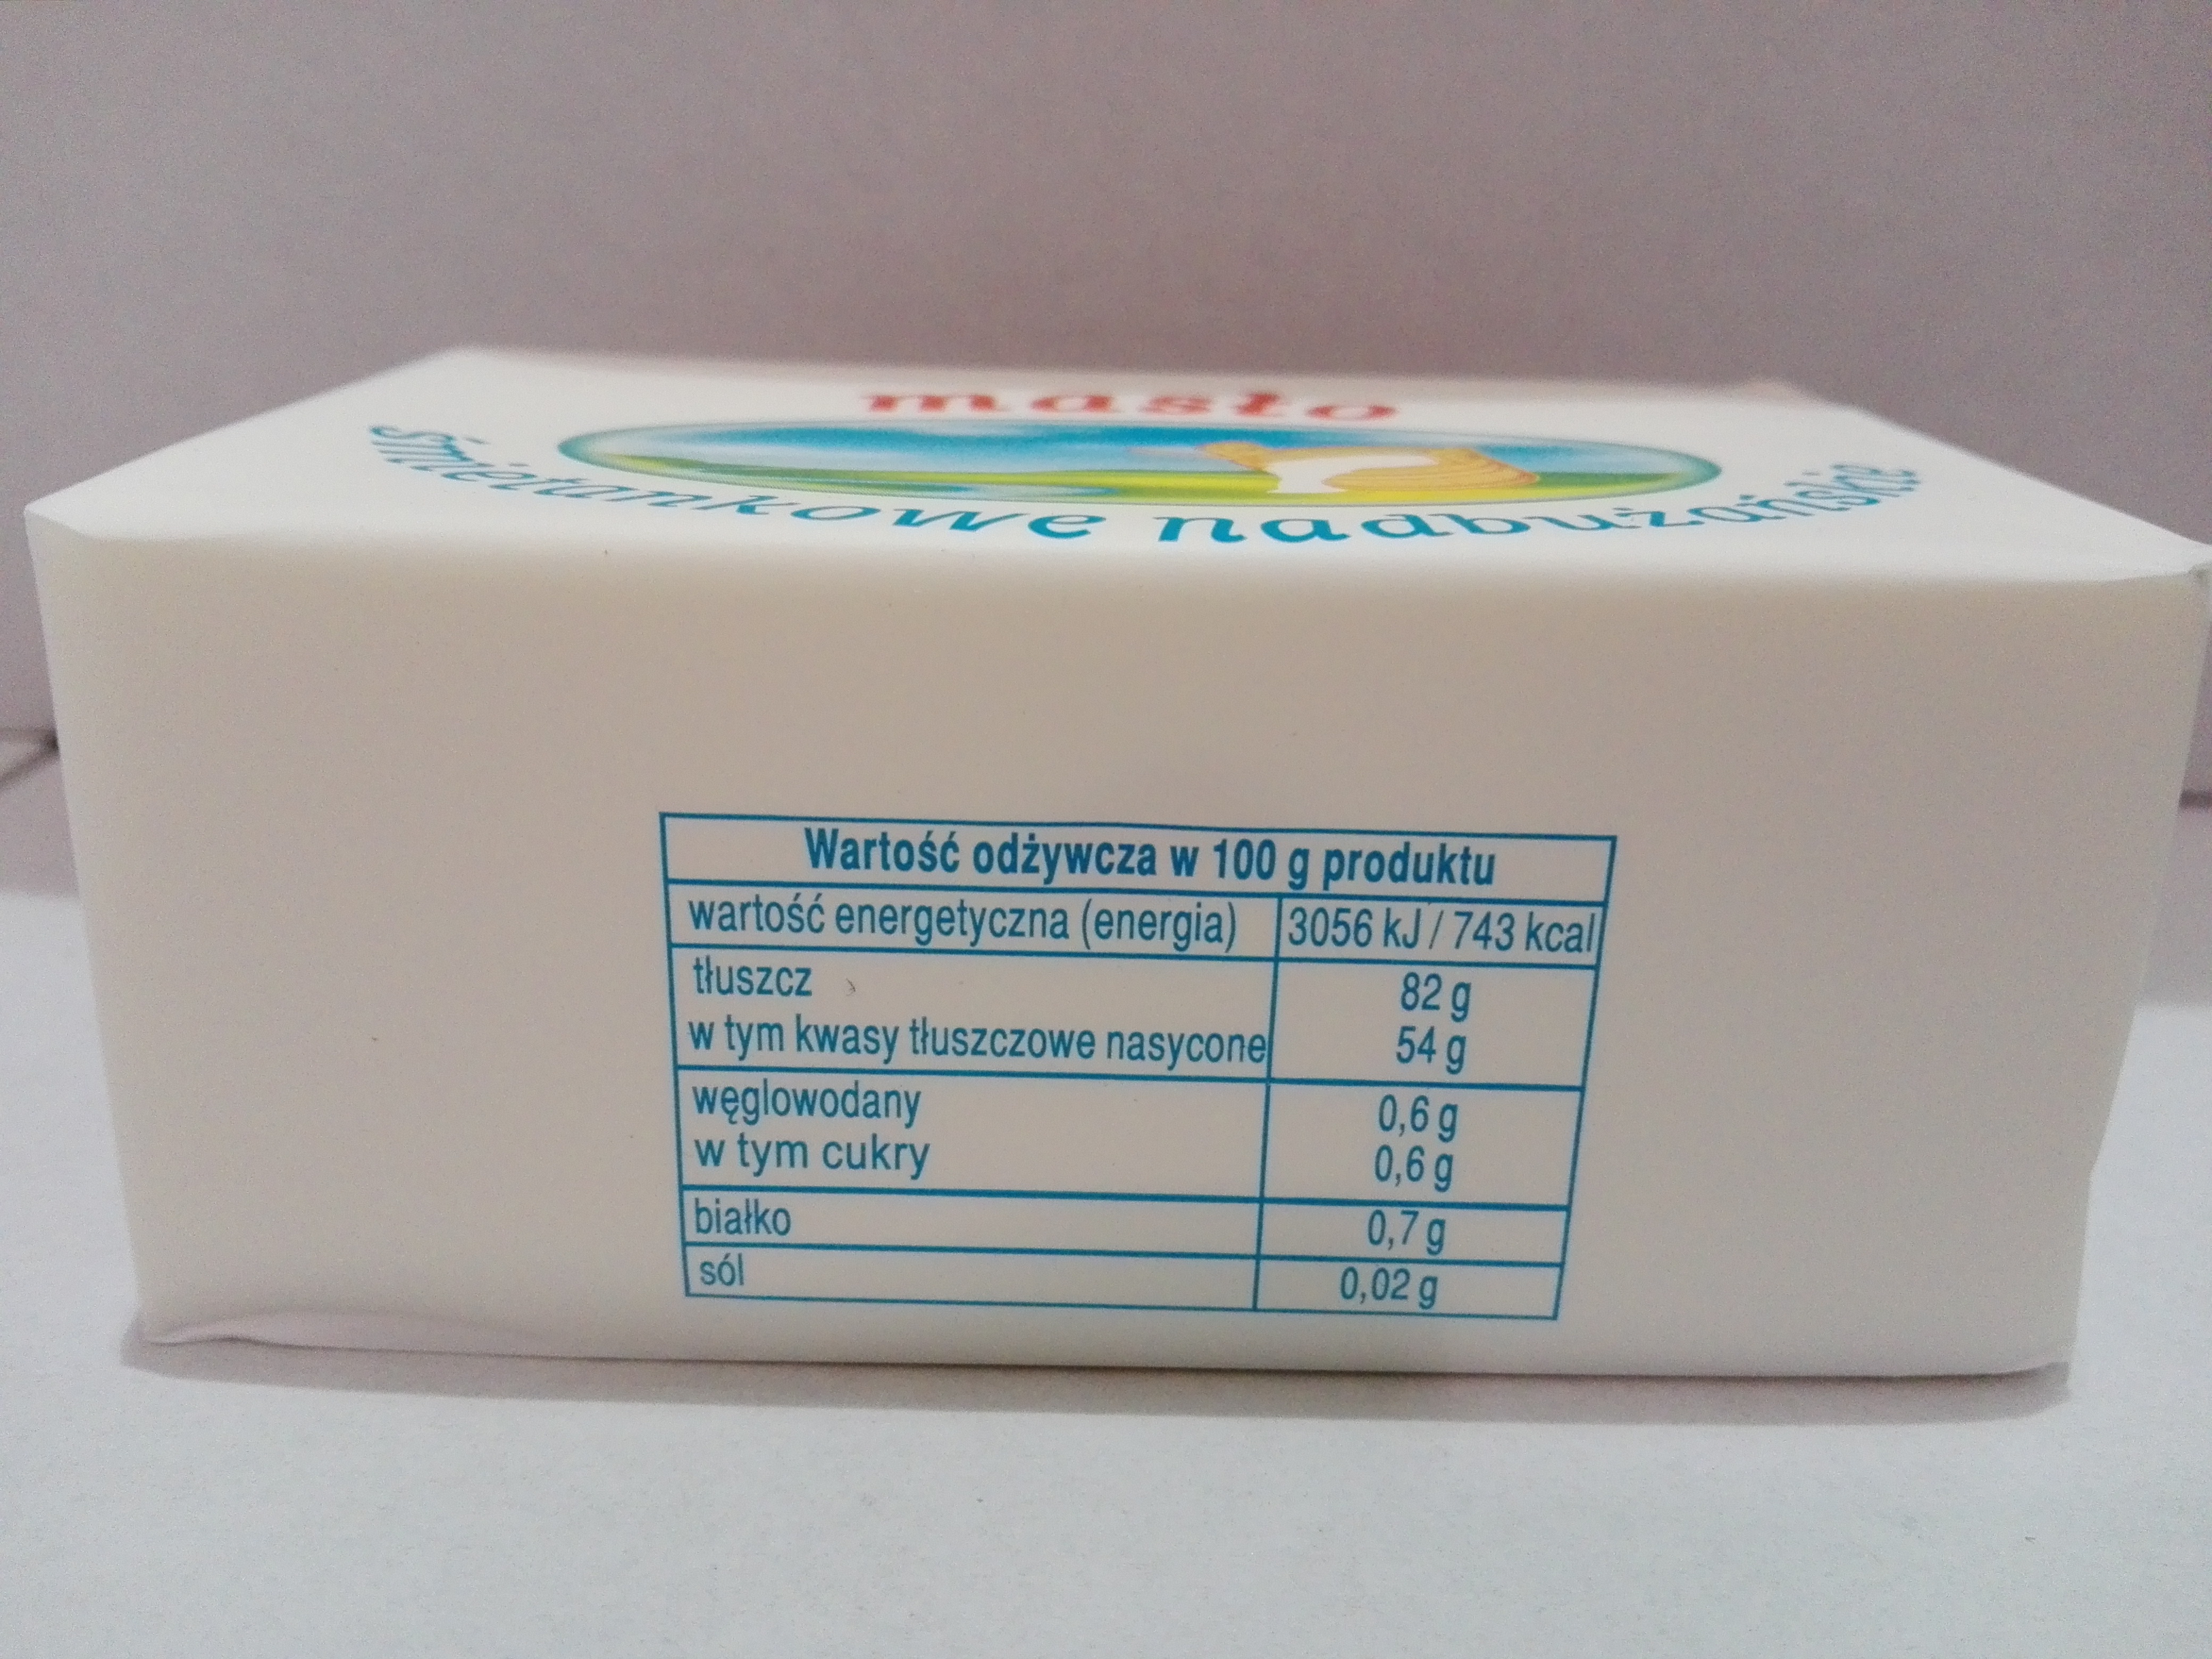 masło
śmietankowe nadbużańskie
Wartość odżywcza w 100 g produktu
wartość energetyczna (energia) 3056 kJ / 743 kcal
tłuszcz 82 g
w tym kwasy tłuszczowe nasycone 54 g
węglowodany 0,6 g
w tym cukry 0,6 g
białko 0,7 g
sól 0,02 g